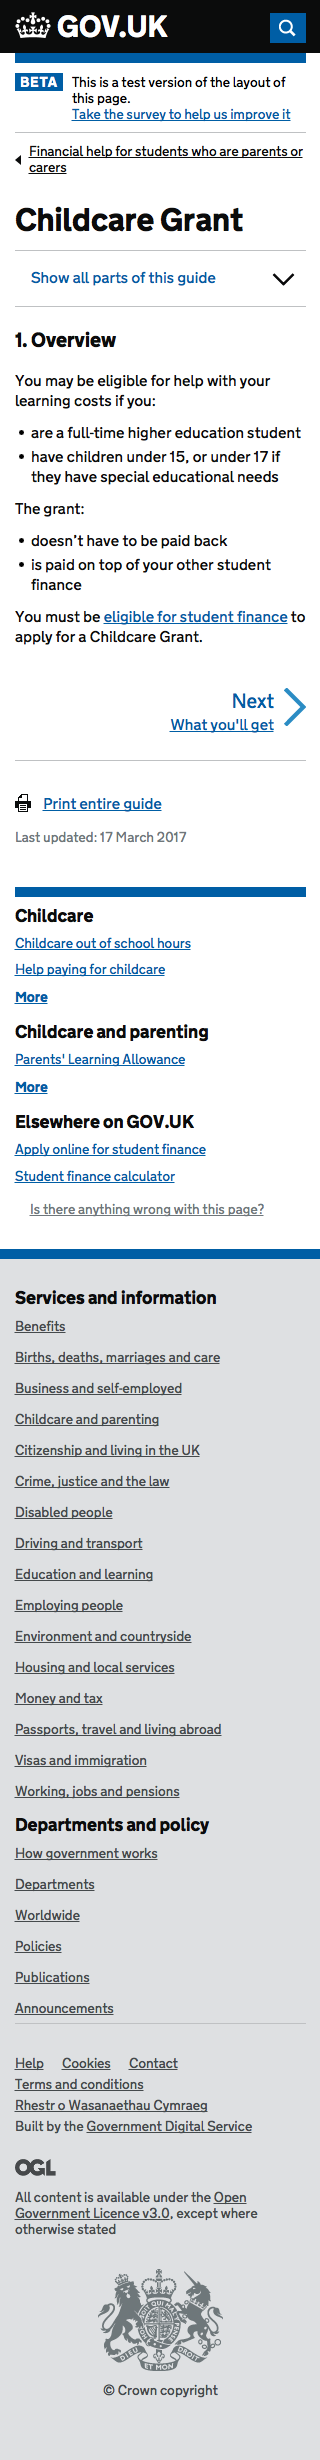 GOV.UK
BETA
This is a test version of the layout of
this page.
Take the survey to help us improve it
Financial help for students who are parents or
carers
Childcare Grant
Show all parts of this guide
1. Overview
You may be eligible for help with your
learning costs if you:
• are a full-time higher education student
• have children under 15, or under 17 if
they have special educational needs
The grant:
• doesn’t have to be paid back
• is paid on top of your other student
finance
You must be eligible for student finance to
apply for a Childcare Grant.
Next
What you'll get
Print entire guide
Last updated: 17 March 2017
Childcare
Childcare out of school hours
Help paying for childcare
More
Childcare and parenting
Parents' Learning Allowance
More
Elsewhere on GOV.UK
Apply online for student finance
Student finance calculator
Is there anything wrong with this page?
Services and information
Benefits
Births, deaths, marriages and care
Business and self-employed
Childcare and parenting
Citizenship and living in the UK
Crime, justice and the law
Disabled people
Driving and transport
Education and learning
Employing people
Environment and countryside
Housing and local services
Money and tax
Passports, travel and living abroad
Visas and immigration
Working, jobs and pensions
Departments and policy
How government works
Departments
Worldwide
Policies
Publications
Announcements
Help Cookies Contact
Terms and conditions
Rhestr o Wasanaethau Cymraeg
Built by the Government Digital Service
OGL
All content is available under the Open
Government Licence v3.0, except where
otherwise stated
DIEU ET MON DROIT
© Crown copyright